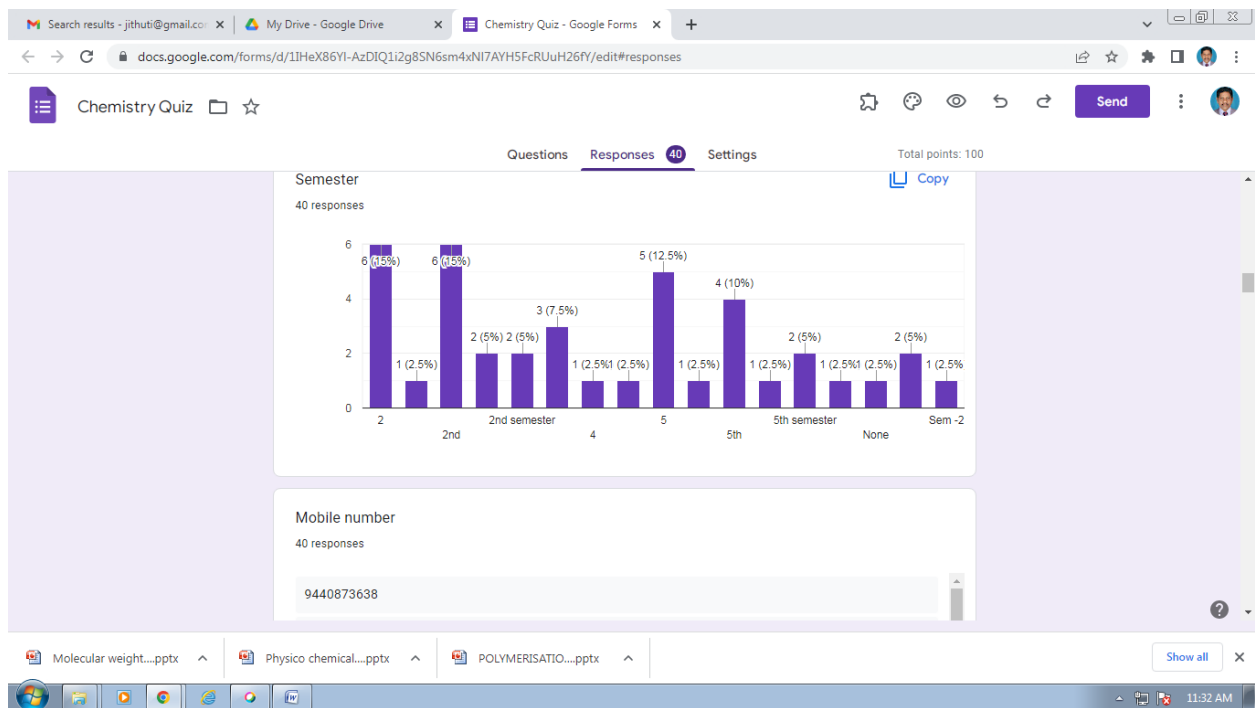 Search results - jithuti@gmail.cor
My Drive - Google Drive
Chemistry Quiz - Google Forms
docs.google.com/forms/d/1IHeX86YI-AzDIQ1i2g8SN6sm4xNI7AYH5FcRUuH26fY/edit#responses
Chemistry Quiz
Send
Questions Responses 40 Settings
Total points: 100
Semester
Copy
40 responses
6
4
2
0
6 (15%)
1 (2.5%)
6 (15%)
2 (5%)
2 (5%)
3 (7.5%)
1 (2.5%
1 (2.5%)
5 (12.5%)
1 (2.5%)
4 (10%)
1 (2.5%)
2 (5%)
1 (2.5%
1 (2.5%)
2 (5%)
1 (2.5%
2
2nd
2nd semester
4
5
5th
5th semester
None
Sem -2
Mobile number
40 responses
9440873638
Molecular weight....pptx
Physico chemical....pptx
POLYMERISATIO....pptx
Show all
11:32 AM